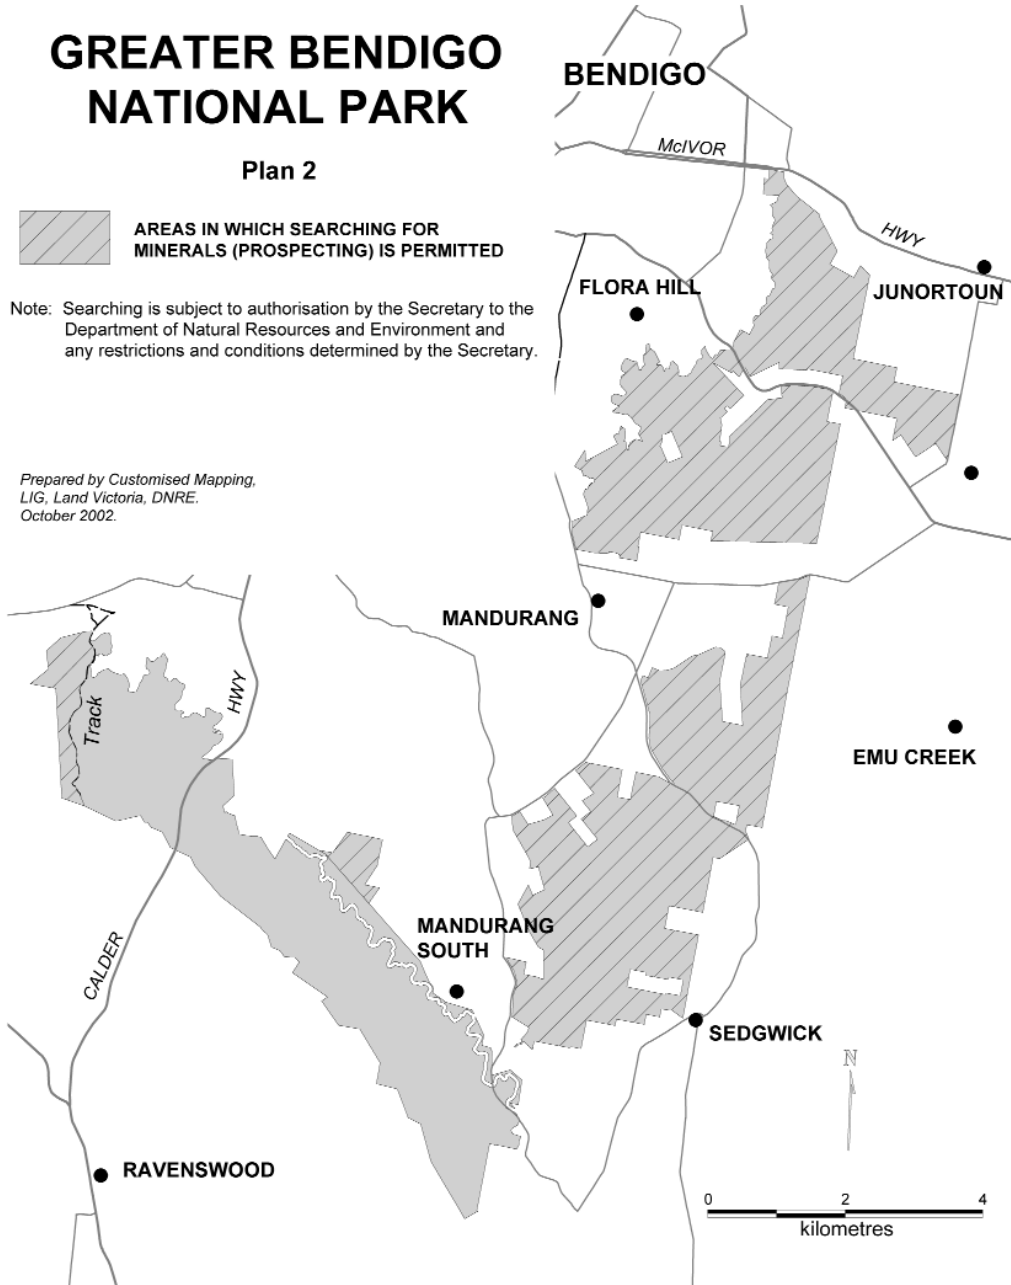 GREATER BENDIGO
NATIONAL PARK
Plan 2
AREAS IN WHICH SEARCHING FOR
MINERALS (PROSPECTING) IS PERMITTED
Note: Searching is subject to authorisation by the Secretary to the
Department of Natural Resources and Environment and
any restrictions and conditions determined by the Secretary.
Prepared by Customised Mapping,
LIG, Land Victoria, DNRE.
October 2002.
BENDIGO
McIVOR
HWY
FLORA HILL
JUNORTOUN
MANDURANG
HWY
Track
EMU CREEK
MANDURANG
SOUTH
CALDER
SEDGWICK
N
RAVENSWOOD
0 2 4
kilometres